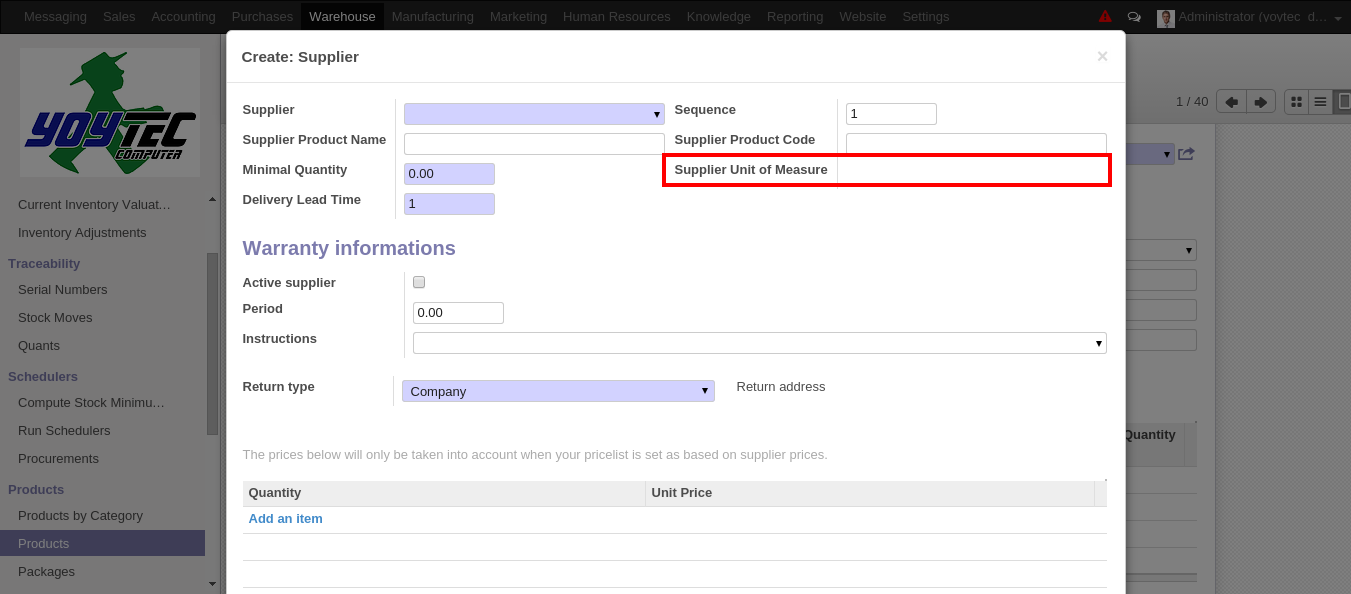 Messaging Sales Accounting Purchases Warehouse Manufacturing Marketing Human Resources Knowledge Reporting Website Settings Administrator (yoytec_d...
YOYTEC
COMPUTER
Create: Supplier ×
1 / 40
Supplier Sequence 1
Supplier Product Name Supplier Product Code
Minimal Quantity 0.00 Supplier Unit of Measure
Delivery Lead Time 1
Current Inventory Valuat...
Inventory Adjustments
Traceability
Serial Numbers
Stock Moves
Quants
Schedulers
Compute Stock Minimu...
Run Schedulers
Procurements
Products
Products by Category
Products
Packages
Warranty informations
Active supplier
Period 0.00
Instructions
Return type Company Return address
The prices below will only be taken into account when your pricelist is set as based on supplier prices.
Quantity Unit Price
Add an item
Quantity